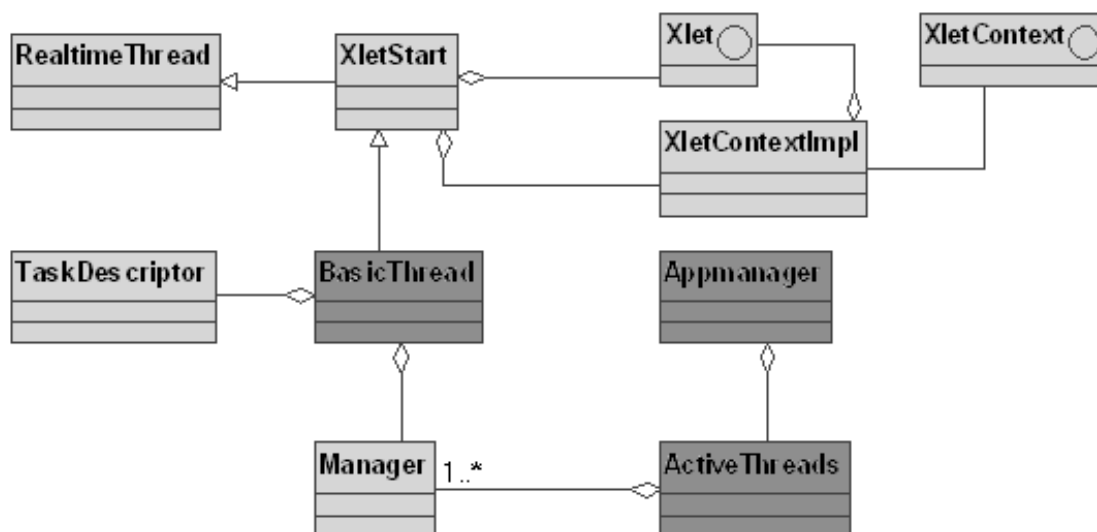 RealtimeThread
XletStart
Xlet
XletContext
XletContextImpl
TaskDescriptor
BasicThread
Appmanager
Manager
1..*
ActiveThreads